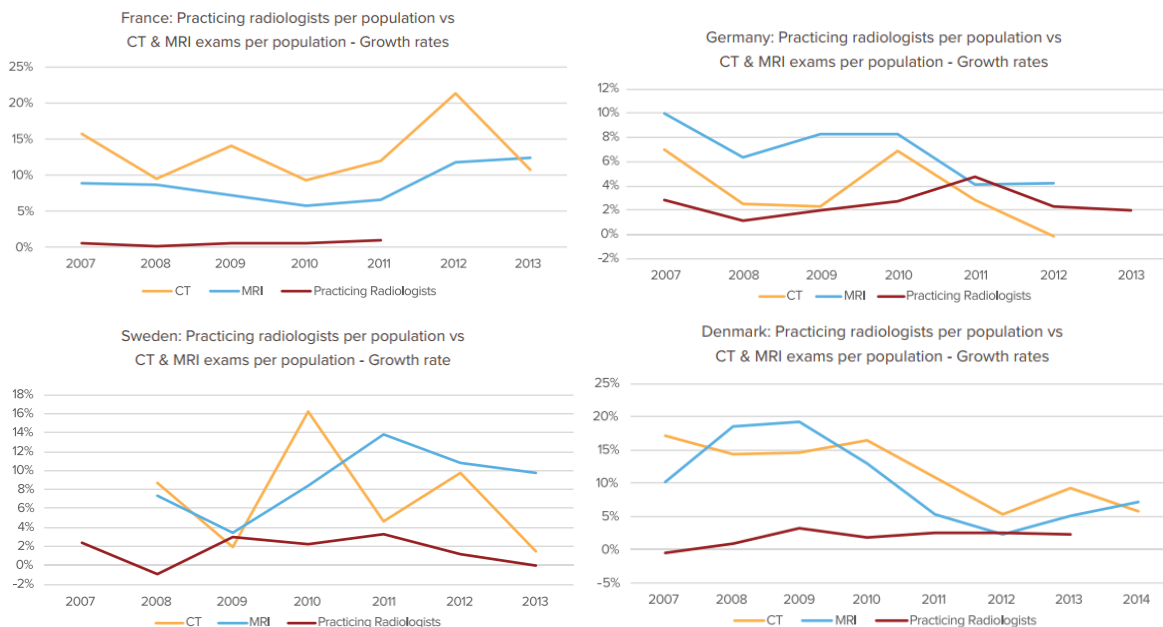 France: Practicing radiologists per population vs
CT & MRI exams per population - Growth rates
25%
20%
15%
10%
5%
0%
2007 2008 2009 2010 2011 2012 2013
CT MRI Practicing Radiologists
Germany: Practicing radiologists per population vs
CT & MRI exams per population - Growth rates
12%
10%
8%
6%
4%
2%
0%
-2%
2007 2008 2009 2010 2011 2012 2013
CT MRI Practicing Radiologists
Sweden: Practicing radiologists per population vs
CT & MRI exams per population - Growth rate
18%
16%
14%
12%
10%
8%
6%
4%
2%
0%
-2%
2007 2008 2009 2010 2011 2012 2013
CT MRI Practicing Radiologists
Denmark: Practicing radiologists per population vs
CT & MRI exams per population - Growth rates
25%
20%
15%
10%
5%
0%
-5%
2007 2008 2009 2010 2011 2012 2013 2014
CT MRI Practicing Radiologists